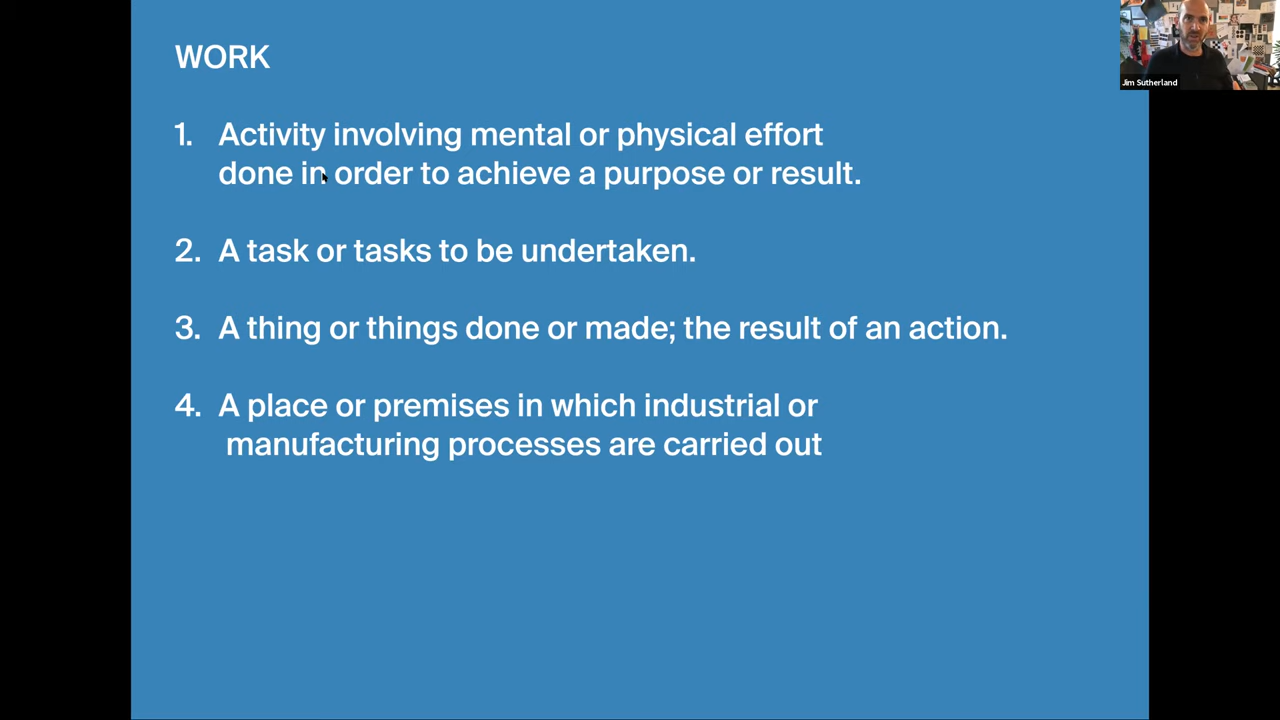 WORK
1. Activity involving mental or physical effort
done in order to achieve a purpose or result.
2. A task or tasks to be undertaken.
3. A thing or things done or made; the result of an action.
4. A place or premises in which industrial or
manufacturing processes are carried out
Jim Sutherland